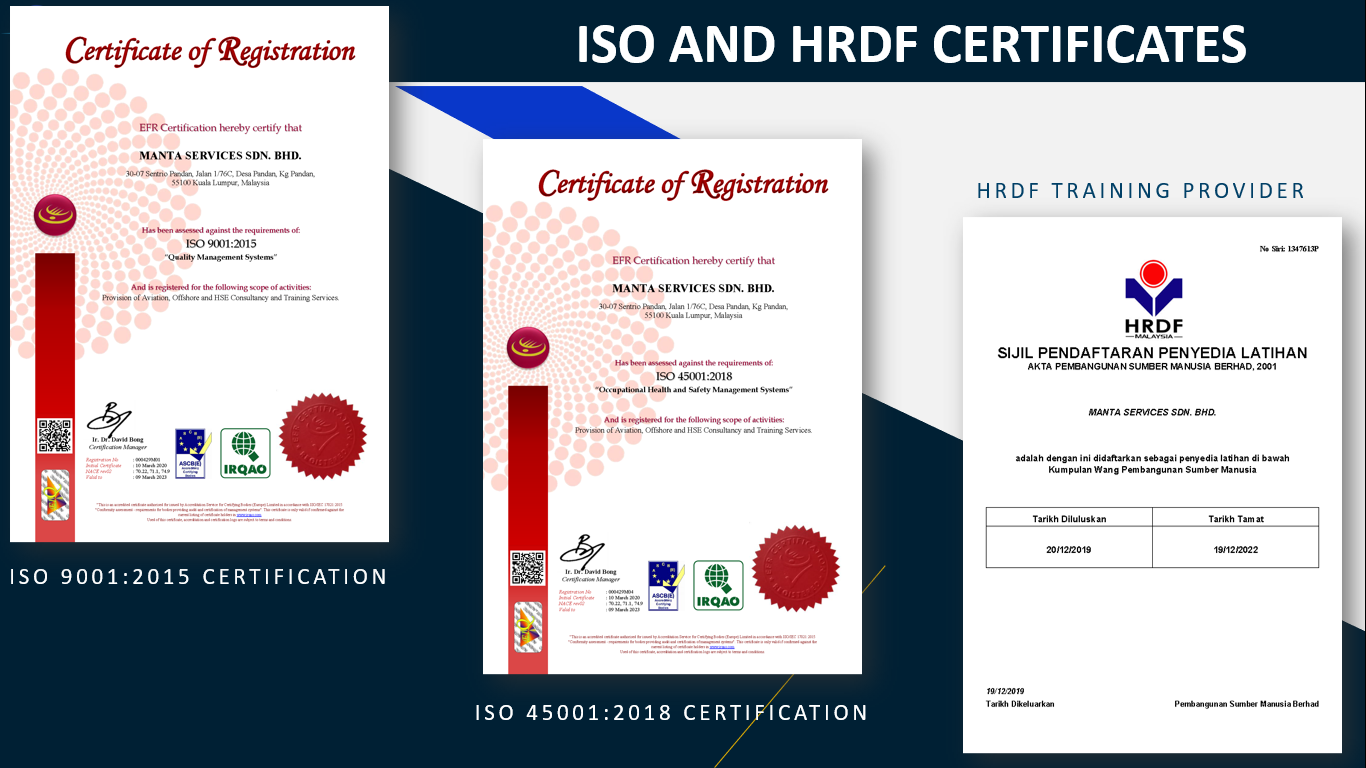 ISO AND HRDF CERTIFICATES
Certificate of Registration
EFR Certification hereby certify that
MANTA SERVICES SDN. BHD.
30-07 Sentrio Pandan, Jalan 1/76C, Desa Pandan, Kg Pandan,
55100 Kuala Lumpur, Malaysia
Has been assessed against the requirements of:
ISO 9001:2015
"Quality Management Systems"
And is registered for the following scope of activities:
Provision of Aviation, Offshore and HSE Consultancy and Training Services.
Ir. Dr. David Bong
Certification Manager
Registration No : 000429M01
Initial Certificate : 10 March 2020
NACE rev02 : 70.22, 71.1, 74.9
Valid to : 09 March 2023
ASCB(E)
IRQAO
ISO 9001:2015 CERTIFICATION
Certificate of Registration
EFR Certification hereby certify that
MANTA SERVICES SDN. BHD.
30-07 Sentrio Pandan, Jalan 1/76C, Desa Pandan, Kg Pandan,
55100 Kuala Lumpur, Malaysia
Has been assessed against the requirements of:
ISO 45001:2018
"Occupational Health and Safety Management Systems"
And is registered for the following scope of activities:
Provision of Aviation, Offshore and HSE Consultancy and Training Services.
Ir. Dr. David Bong
Certification Manager
Registration No : 000429M04
Initial Certificate : 10 March 2020
NACE rev02 : 70.22, 71.1, 74.9
Valid to : 09 March 2023
ASCB(E)
IRQAO
ISO 45001:2018 CERTIFICATION
HRDF TRAINING PROVIDER
No Siri: 1347613P
HRDF
MALAYSIA
SIJIL PENDAFTARAN PENYEDIA LATIHAN
AKTA PEMBANGUNAN SUMBER MANUSIA BERHAD, 2001
MANTA SERVICES SDN. BHD.
adalah dengan ini didaftarkan sebagai penyedia latihan di bawah
Kumpulan Wang Pembangunan Sumber Manusia
Tarikh Diluluskan Tarikh Tamat
20/12/2019 19/12/2022
19/12/2019
Tarikh Dikeluarkan Pembangunan Sumber Manusia Berhad